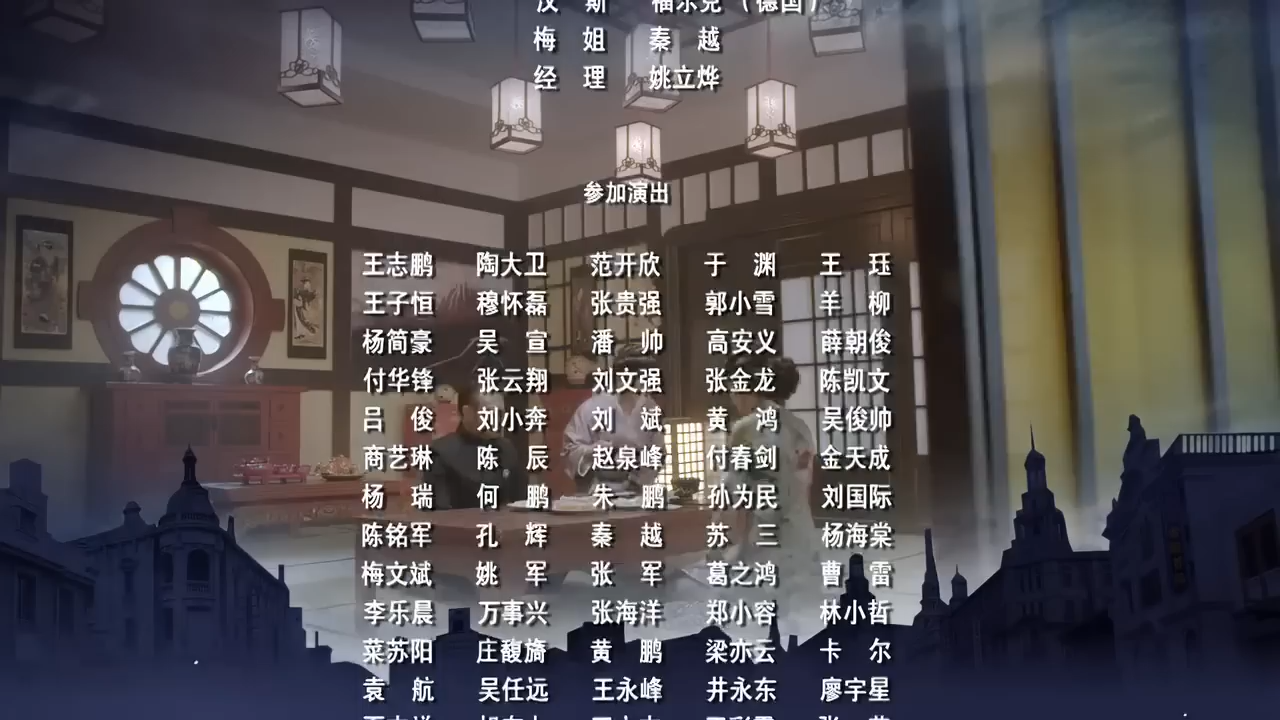 汉 斯 福尔克（德国）
梅 姐 秦 越
经 理 姚立烨
参加演出
王志鹏 陶大卫 范开欣 于 渊 王 珏
王子恒 穆怀磊 张贵强 郭小雪 羊 柳
杨简豪 吴 宣 潘 帅 高安义 薛朝俊
付华锋 张云翔 刘文强 张金龙 陈凯文
吕 俊 刘小奔 刘 斌 黄 鸿 吴俊帅
商艺琳 陈 辰 赵泉峰 付春剑 金天成
杨 瑞 何 鹏 朱 鹏 孙为民 刘国际
陈铭军 孔 辉 秦 越 苏 三 杨海棠
梅文斌 姚 军 张 军 葛之鸿 曹 雷
李乐晨 万事兴 张海洋 郑小容 林小哲
菜苏阳 庄馥旖 黄 鹏 梁亦云 卡 尔
袁 航 吴任远 王永峰 井永东 廖宇星